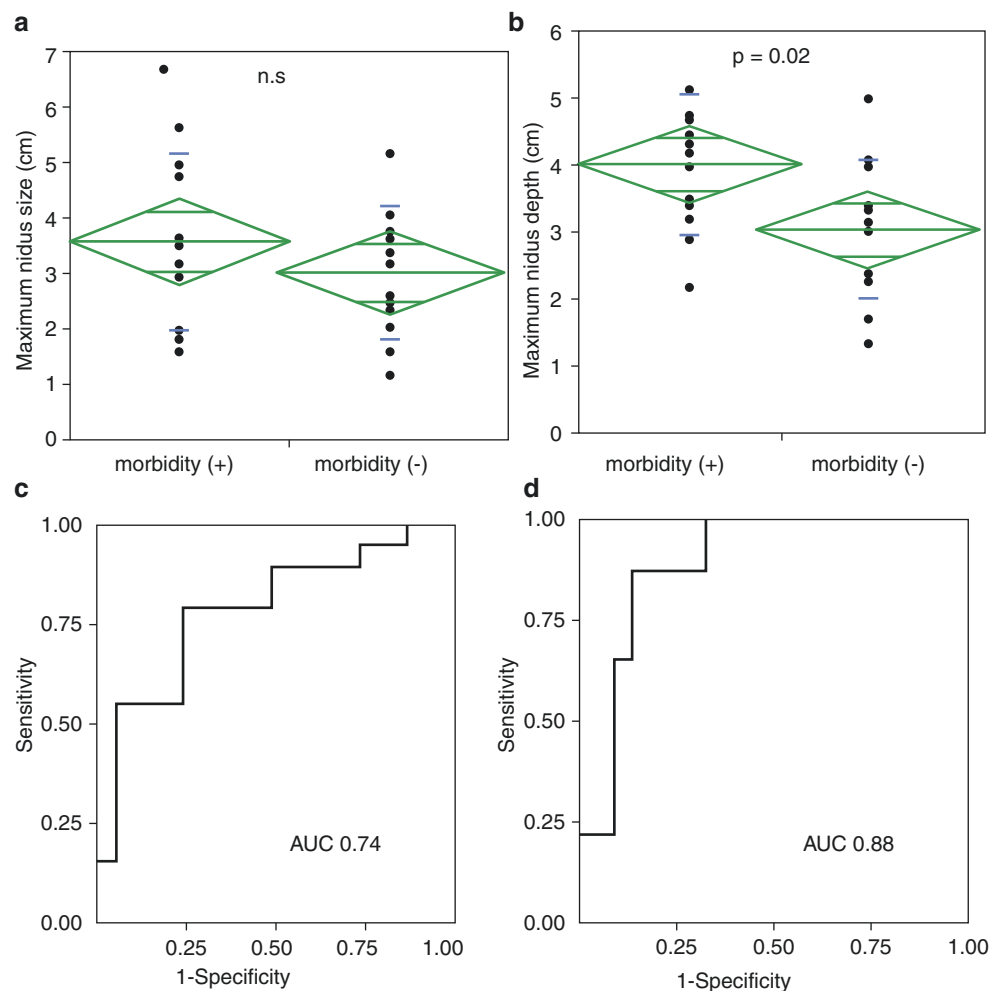 a
Maximum nidus size (cm)
7
6
5
4
3
2
1
0
n.s
morbidity (+)
morbidity (-)
b
Maximum nidus depth (cm)
6
5
4
3
2
1
0
p = 0.02
morbidity (+)
morbidity (-)
c
Sensitivity
1.00
0.75
0.50
0.25
0.00
AUC 0.74
0.25
0.50
0.75
1.00
1-Specificity
d
Sensitivity
1.00
0.75
0.50
0.25
0.00
AUC 0.88
0.25
0.50
0.75
1.00
1-Specificity